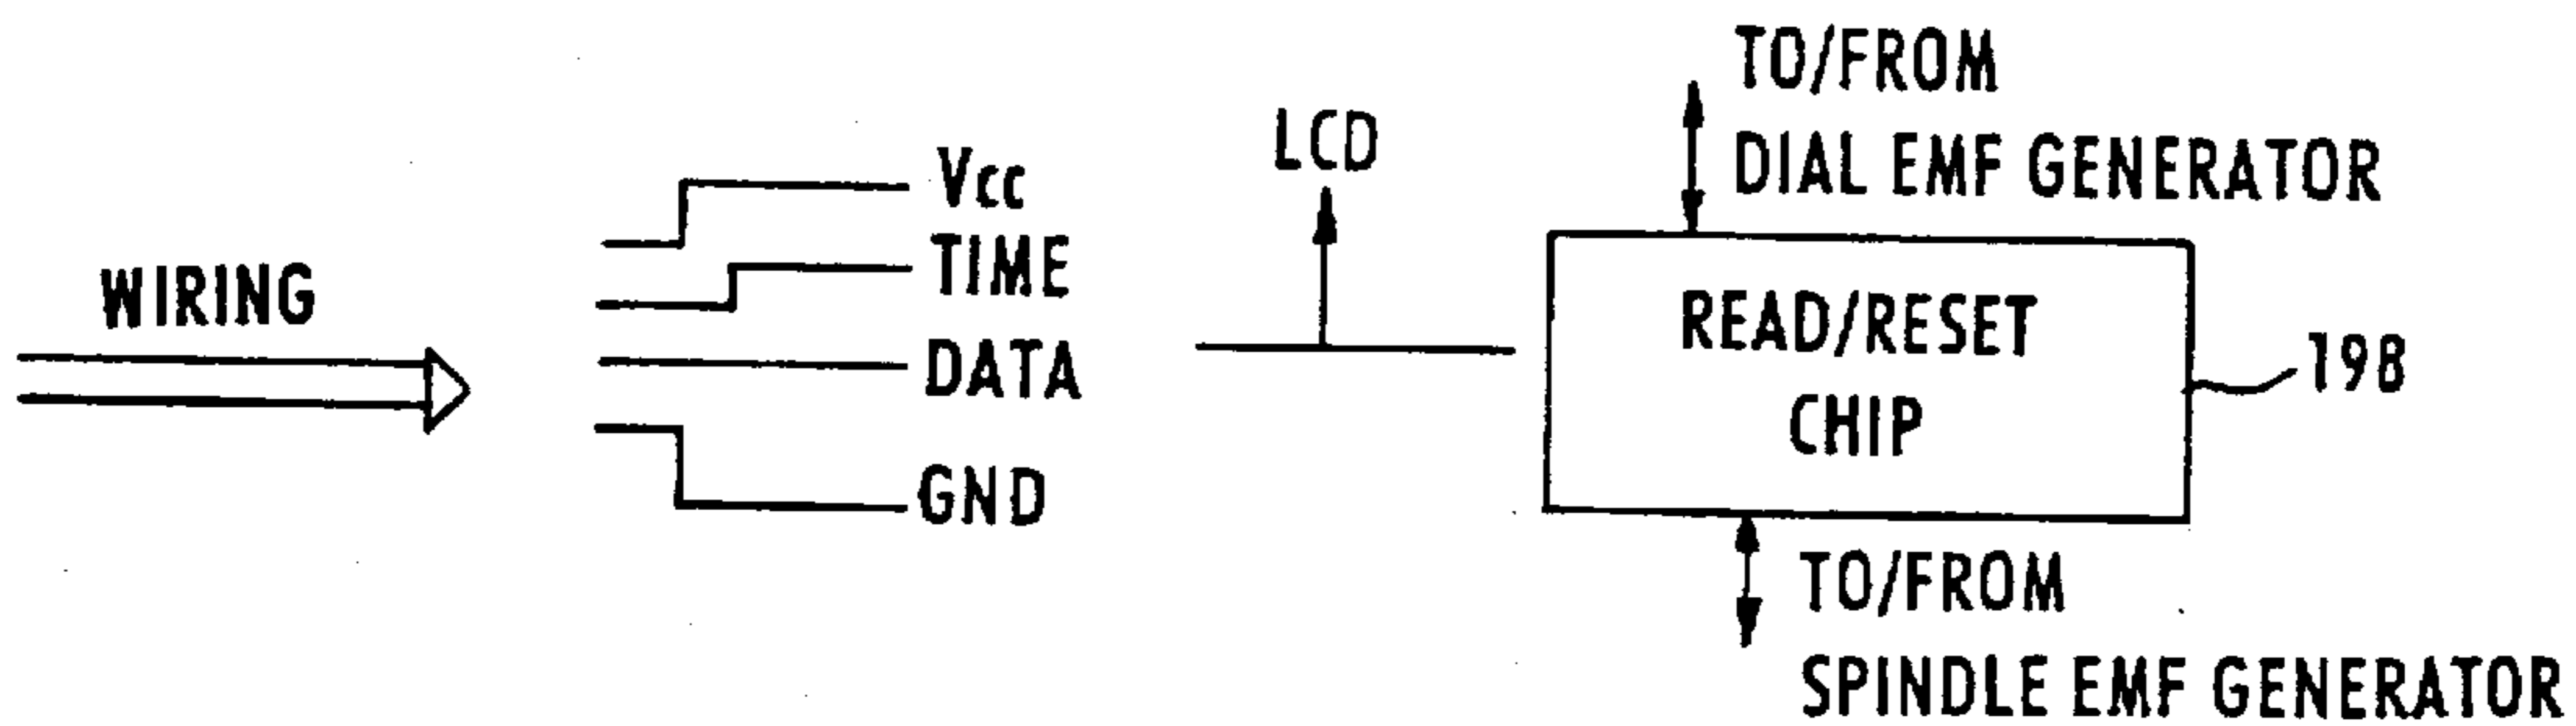 WIRING
Vcc
TIME
DATA
GND
LCD
TO/FROM
DIAL EMF GENERATOR
READ/RESET
CHIP
198
TO/FROM
SPINDLE EMF GENERATOR